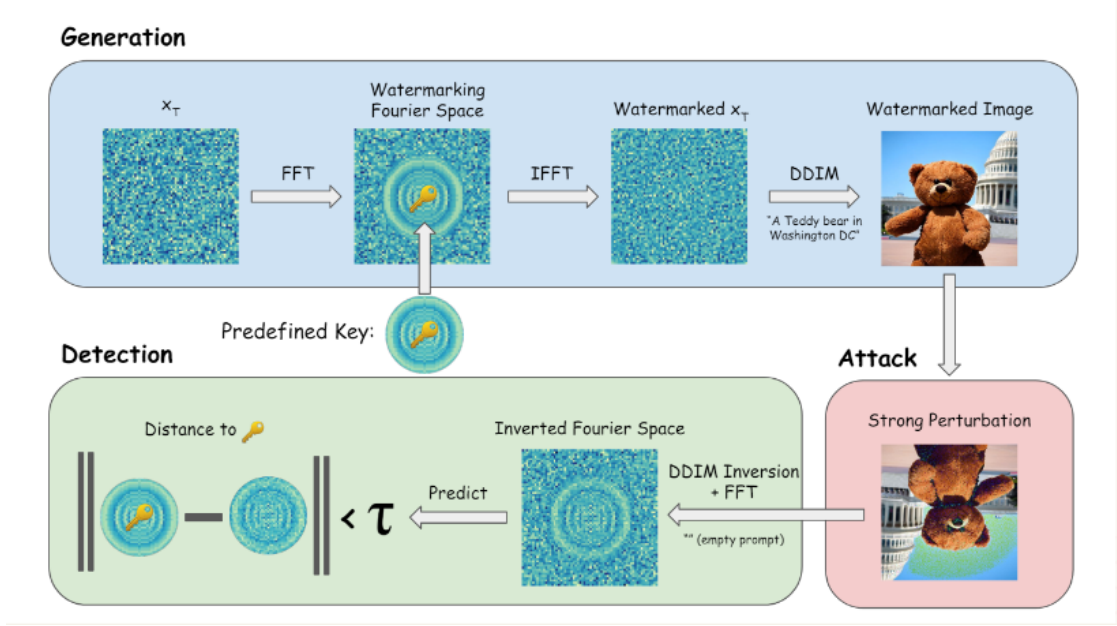 Generation
x_T
FFT
Watermarking
Fourier Space
IFFT
Watermarked x_T
DDIM
"A Teddy bear in
Washington DC"
Watermarked Image
Predefined Key:
Detection
Attack
Distance to
< τ
Predict
Inverted Fourier Space
DDIM Inversion
+ FFT
"" (empty prompt)
Strong Perturbation